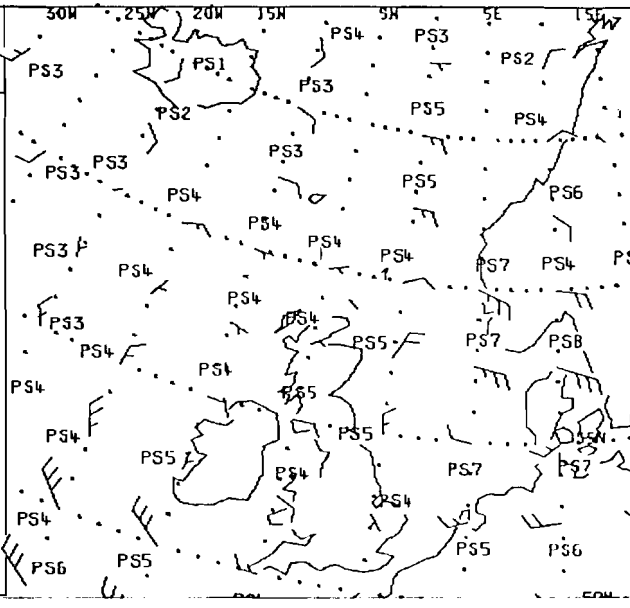 30W 25W 20W 15W 5W 5E 15E
PS4 PS3
PS3 PS1 PS2
PS3
PS2 PS5 PS4
PS3
PS3 PS3
PS4 PS5 PS6
PS4
PS3 PS4 PS4
PS4 PS7 PS4
PS4
PS3 PS4
PS4 PS5 PS7 PS8
PS4 PS4
PS4 PS5
PS4 PS5 55N
PS5 PS4 PS7 PS7
PS4 PS4
PS6 PS5 PS5 PS6
50N